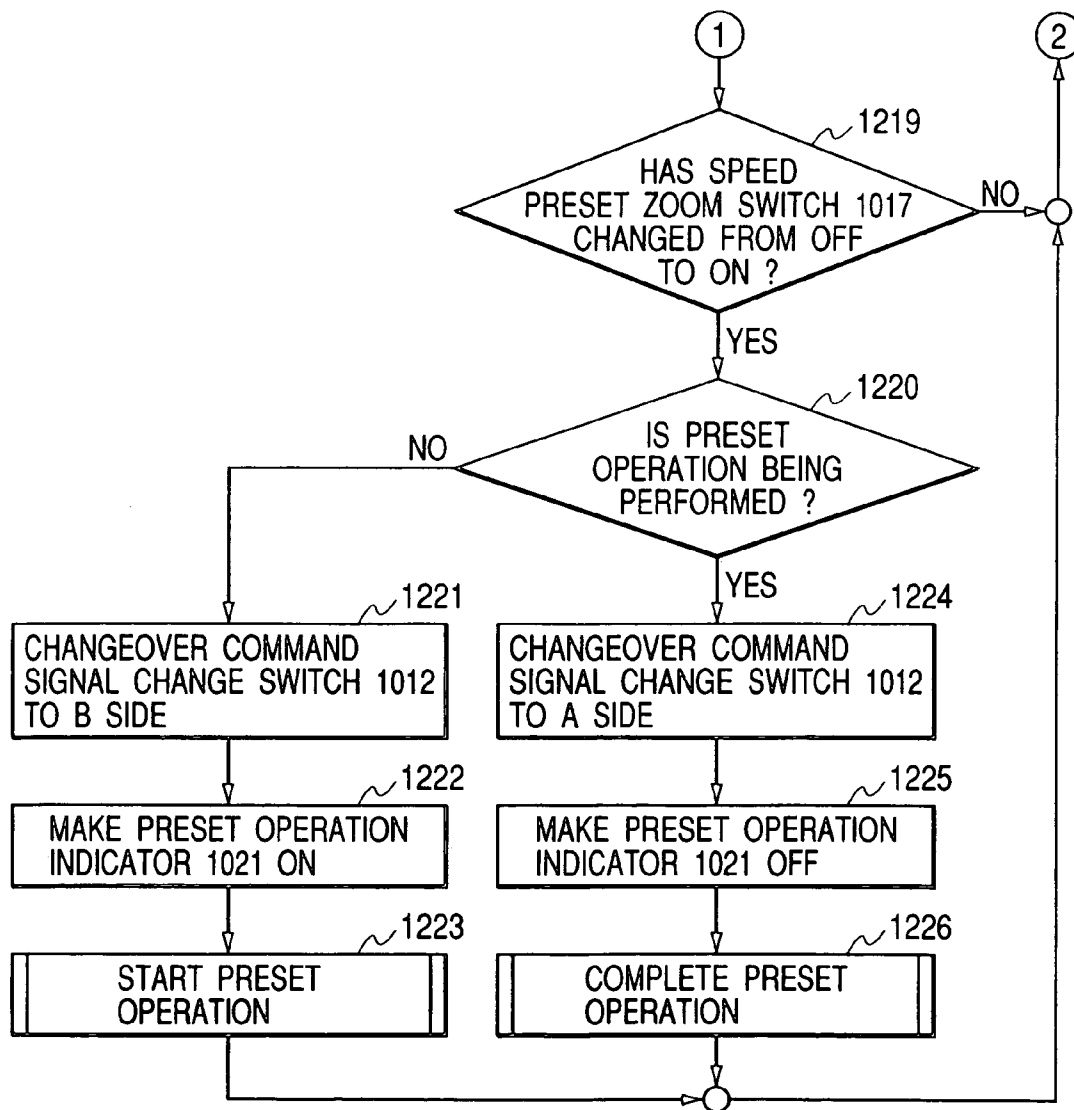 1
2
1219
HAS SPEED
PRESET ZOOM SWITCH 1017
CHANGED FROM OFF
TO ON ?
NO
YES
1220
IS PRESET
OPERATION BEING
PERFORMED ?
NO
YES
1221
CHANGEOVER COMMAND
SIGNAL CHANGE SWITCH 1012
TO B SIDE
1224
CHANGEOVER COMMAND
SIGNAL CHANGE SWITCH 1012
TO A SIDE
1222
MAKE PRESET OPERATION
INDICATOR 1021 ON
1225
MAKE PRESET OPERATION
INDICATOR 1021 OFF
1223
START PRESET
OPERATION
1226
COMPLETE PRESET
OPERATION